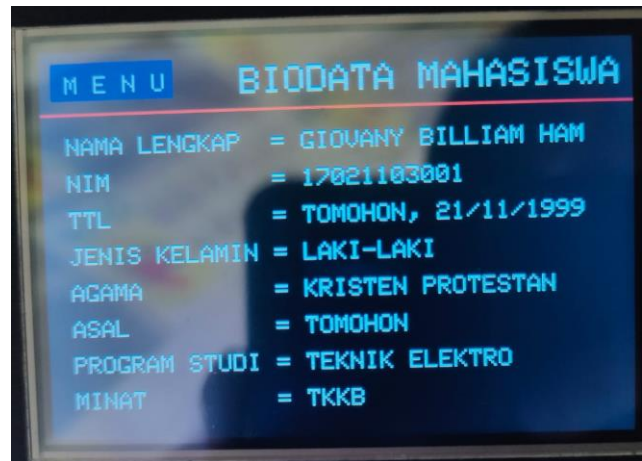 MENU BIODATA MAHASISWA
NAMA LENGKAP = GIOVANY BILLIAM HAM
NIM = 17021103001
TTL = TOMOHON, 21/11/1999
JENIS KELAMIN = LAKI-LAKI
AGAMA = KRISTEN PROTESTAN
ASAL = TOMOHON
PROGRAM STUDI = TEKNIK ELEKTRO
MINAT = TKKB